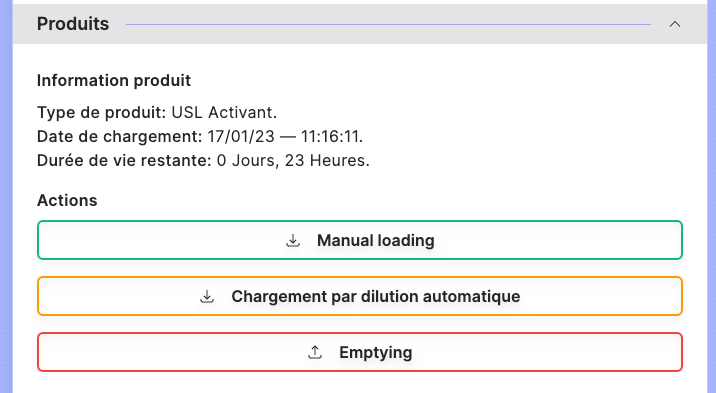 Produits
Information produit
Type de produit: USL Activant.
Date de chargement: 17/01/23 — 11:16:11.
Durée de vie restante: 0 Jours, 23 Heures.
Actions
Manual loading
Chargement par dilution automatique
Emptying